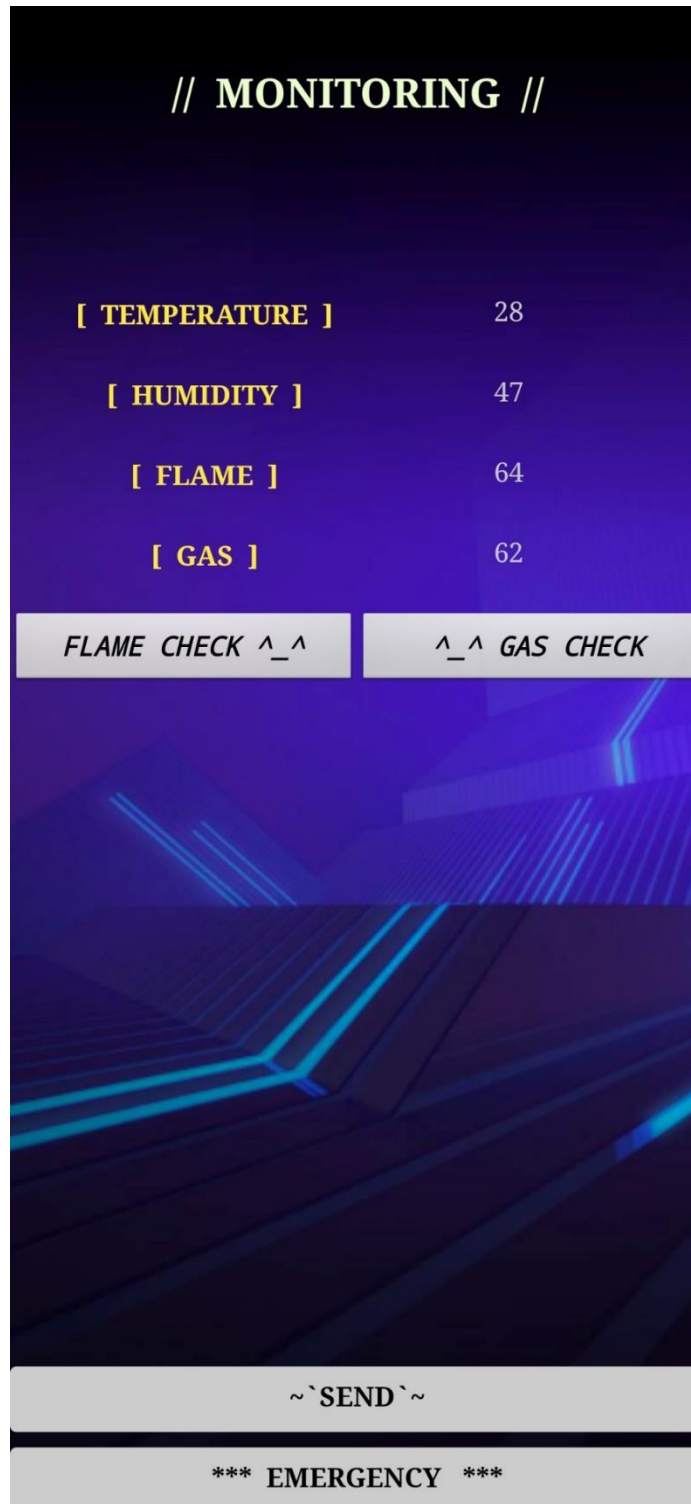 // MONITORING //
[ TEMPERATURE ] 28
[ HUMIDITY ] 47
[ FLAME ] 64
[ GAS ] 62
FLAME CHECK ^_^ ^_^ GAS CHECK
~`SEND`~
*** EMERGENCY ***